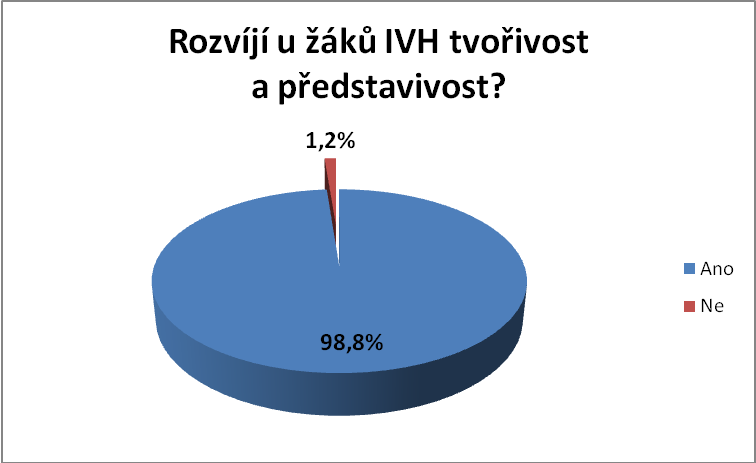 Rozvíjí u žáků IVH tvořivost
a představivost?
1,2%
98,8%
Ano
Ne